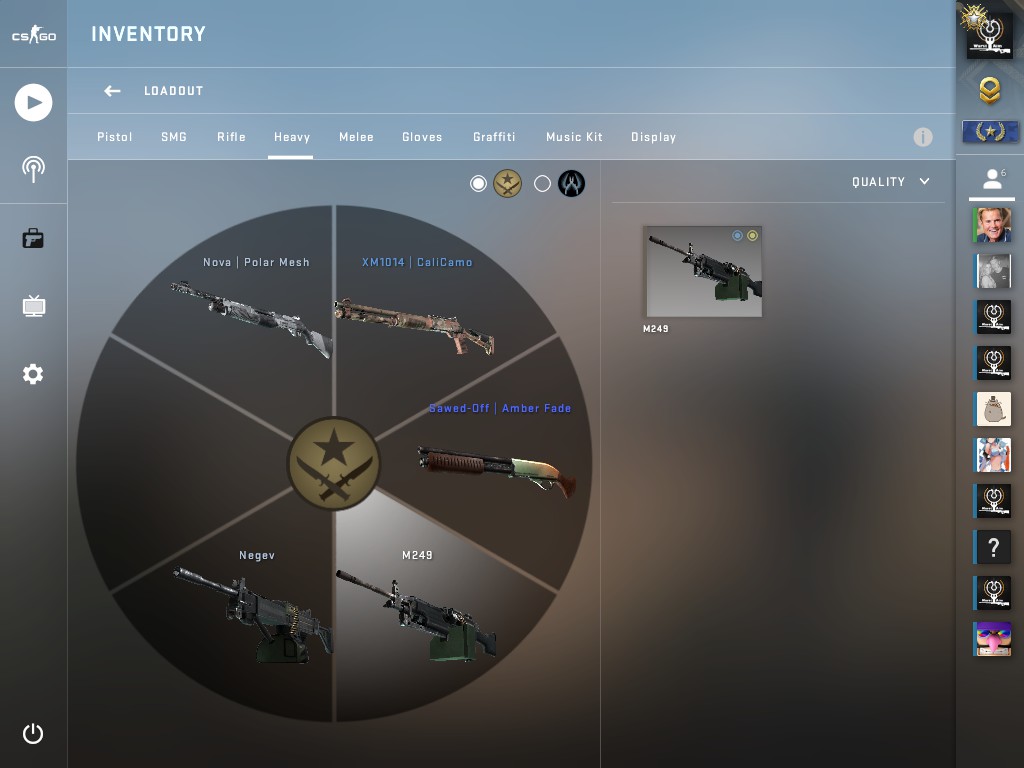 CS GO
INVENTORY
LOADOUT
Pistol SMG Rifle Heavy Melee Gloves Graffiti Music Kit Display
i
QUALITY
6
Nova | Polar Mesh
XM1014 | CaliCamo
M249
Sawed-Off | Amber Fade
Negev
M249
?